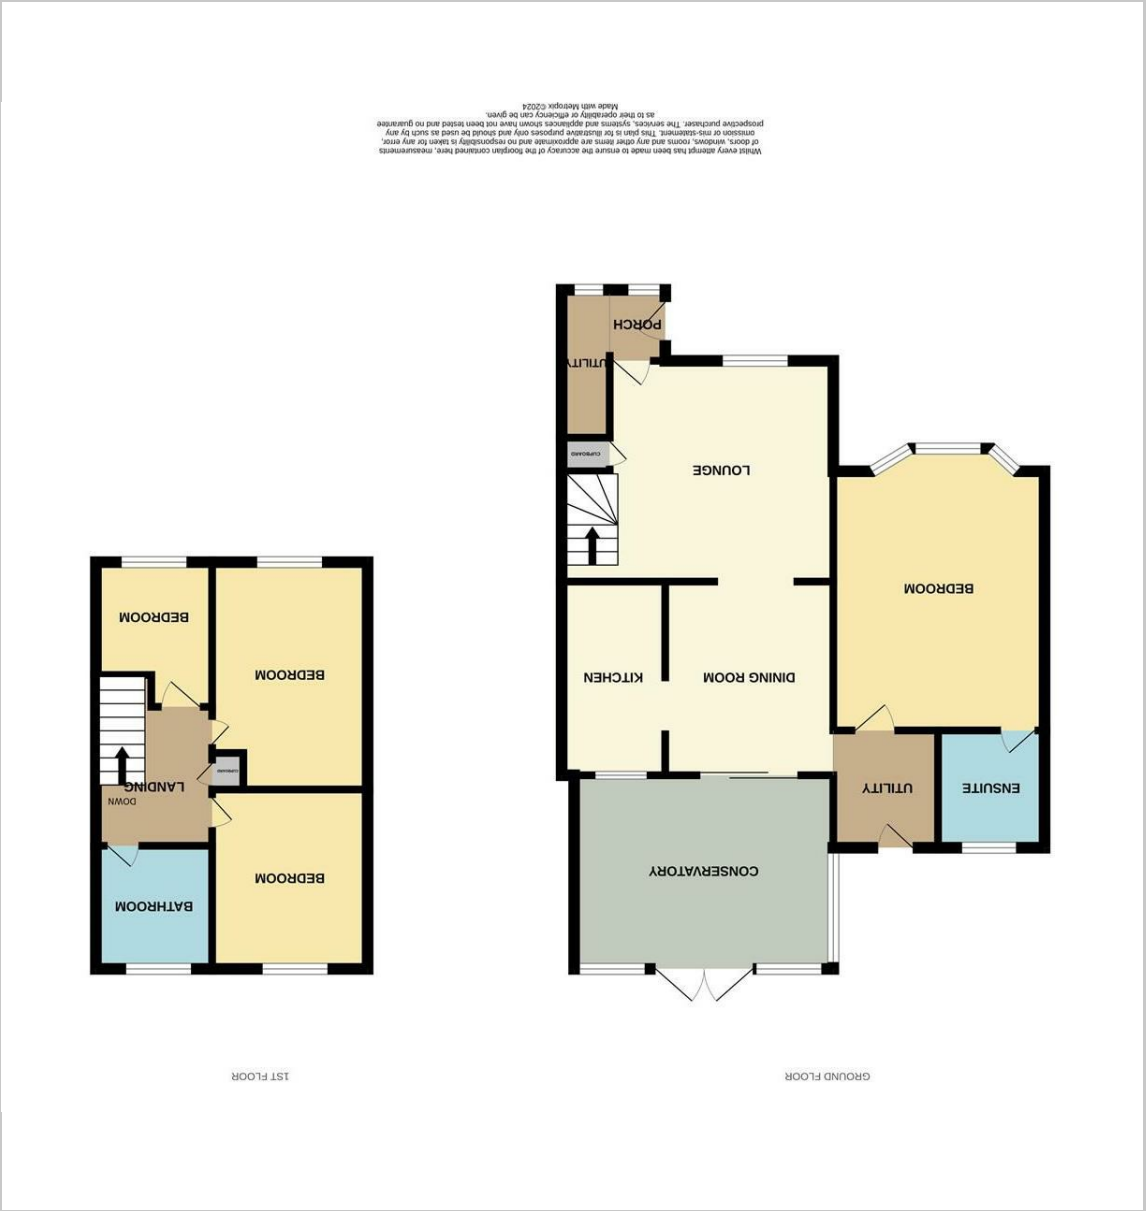 GROUND FLOOR
1ST FLOOR
CONSERVATORY
ENSUITE
UTILITY
DINING ROOM
KITCHEN
BEDROOM
LOUNGE
CUPBOARD
UTILITY
PORCH
BATHROOM
BEDROOM
DOWN
LANDING
CUPBOARD
BEDROOM
BEDROOM
Whilst every attempt has been made to ensure the accuracy of the floorplan contained here, measurements
of doors, windows, rooms and any other items are approximate and no responsibility is taken for any error,
omission or mis-statement. This plan is for illustrative purposes only and should be used as such by any
prospective purchaser. The services, systems and appliances shown have not been tested and no guarantee
as to their operability or efficiency can be given.
Made with Metropix ©2024